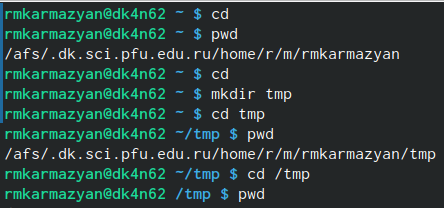 rmkarmazyan@dk4n62 ~ $ cd
rmkarmazyan@dk4n62 ~ $ pwd
/afs/.dk.sci.pfu.edu.ru/home/r/m/rmkarmazyan
rmkarmazyan@dk4n62 ~ $ cd
rmkarmazyan@dk4n62 ~ $ mkdir tmp
rmkarmazyan@dk4n62 ~ $ cd tmp
rmkarmazyan@dk4n62 ~/tmp $ pwd
/afs/.dk.sci.pfu.edu.ru/home/r/m/rmkarmazyan/tmp
rmkarmazyan@dk4n62 ~/tmp $ cd /tmp
rmkarmazyan@dk4n62 /tmp $ pwd